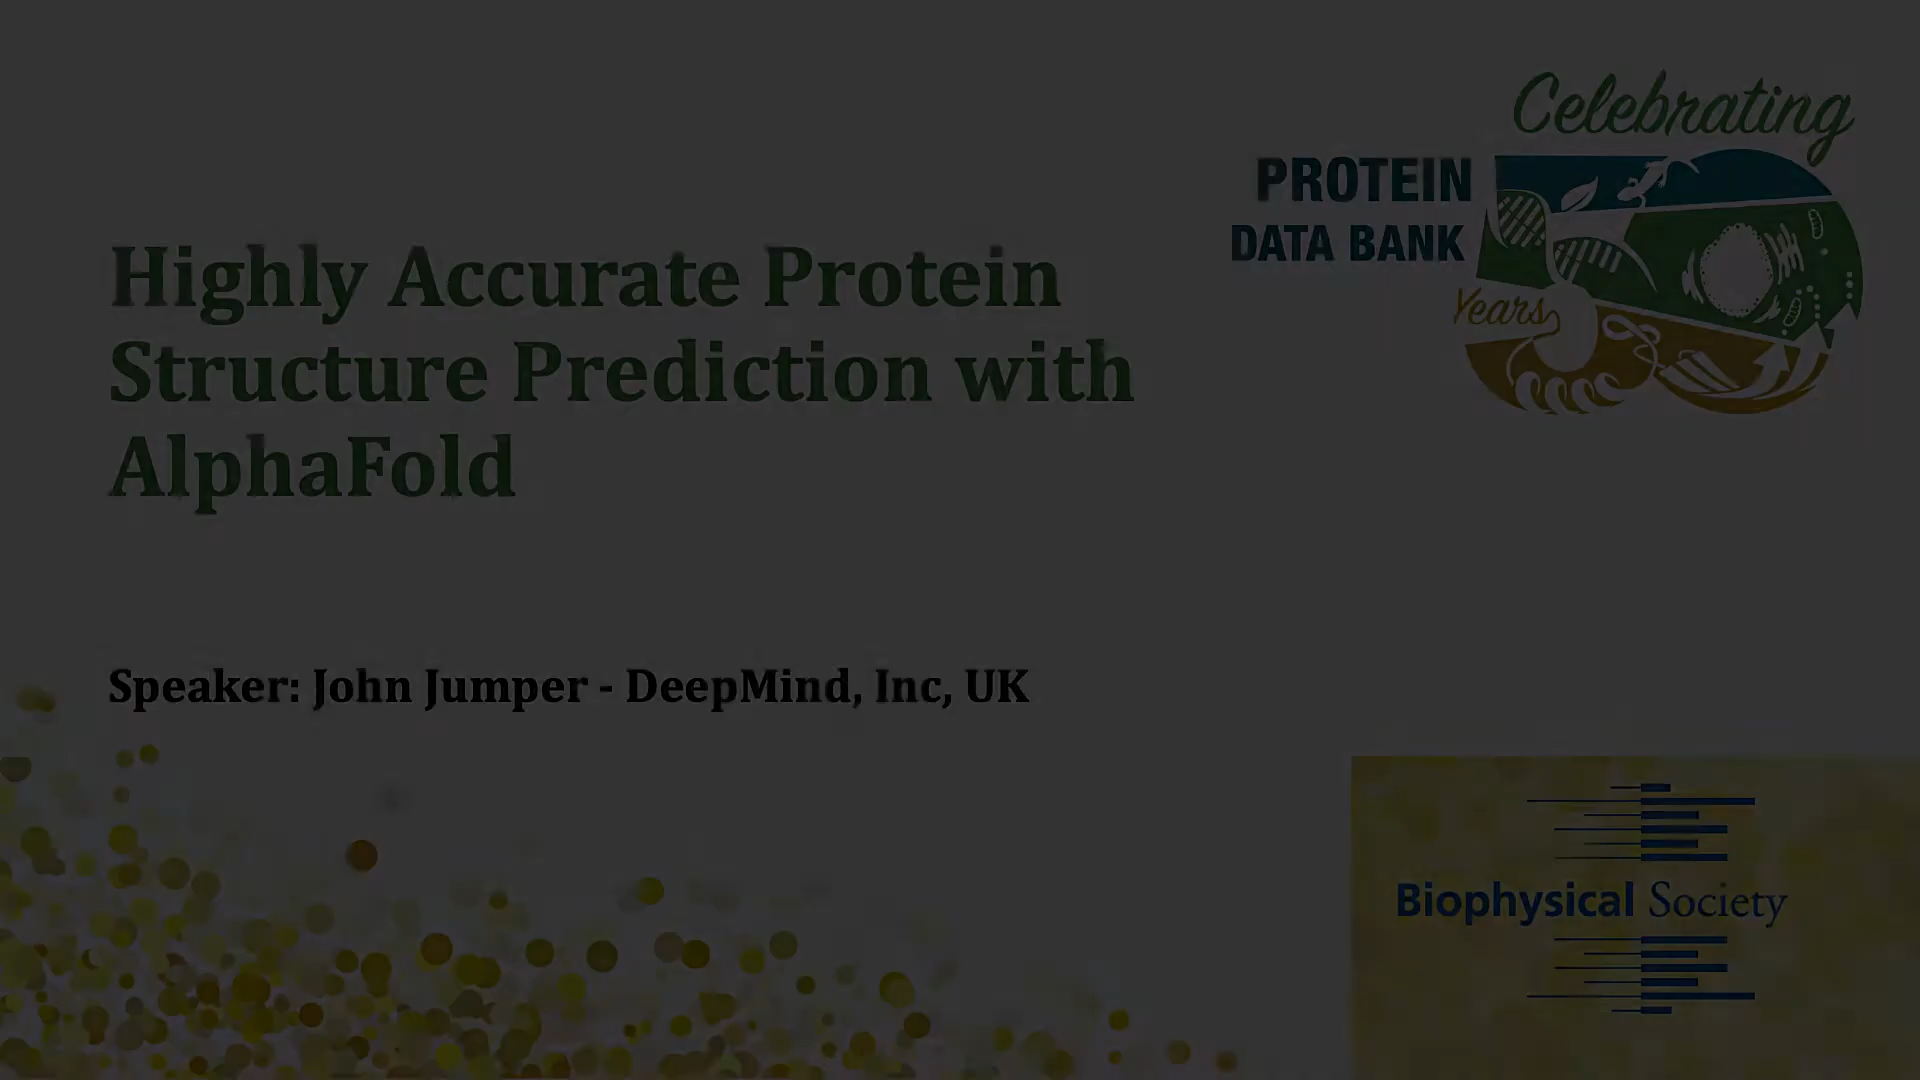 Celebrating
PROTEIN
DATA BANK
Years
Highly Accurate Protein
Structure Prediction with
AlphaFold
Speaker: John Jumper - DeepMind, Inc, UK
Biophysical Society